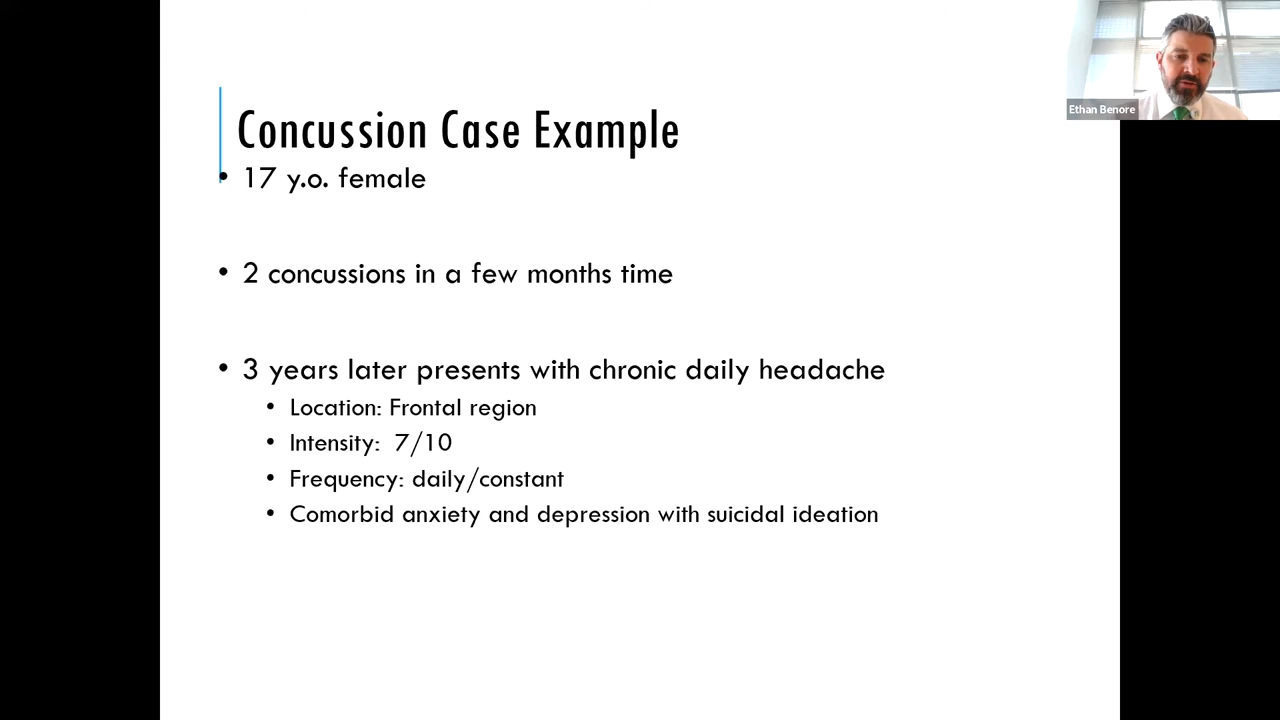 Ethan Benore
Concussion Case Example
• 17 y.o. female
• 2 concussions in a few months time
• 3 years later presents with chronic daily headache
• Location: Frontal region
• Intensity:  7/10
• Frequency: daily/constant
• Comorbid anxiety and depression with suicidal ideation